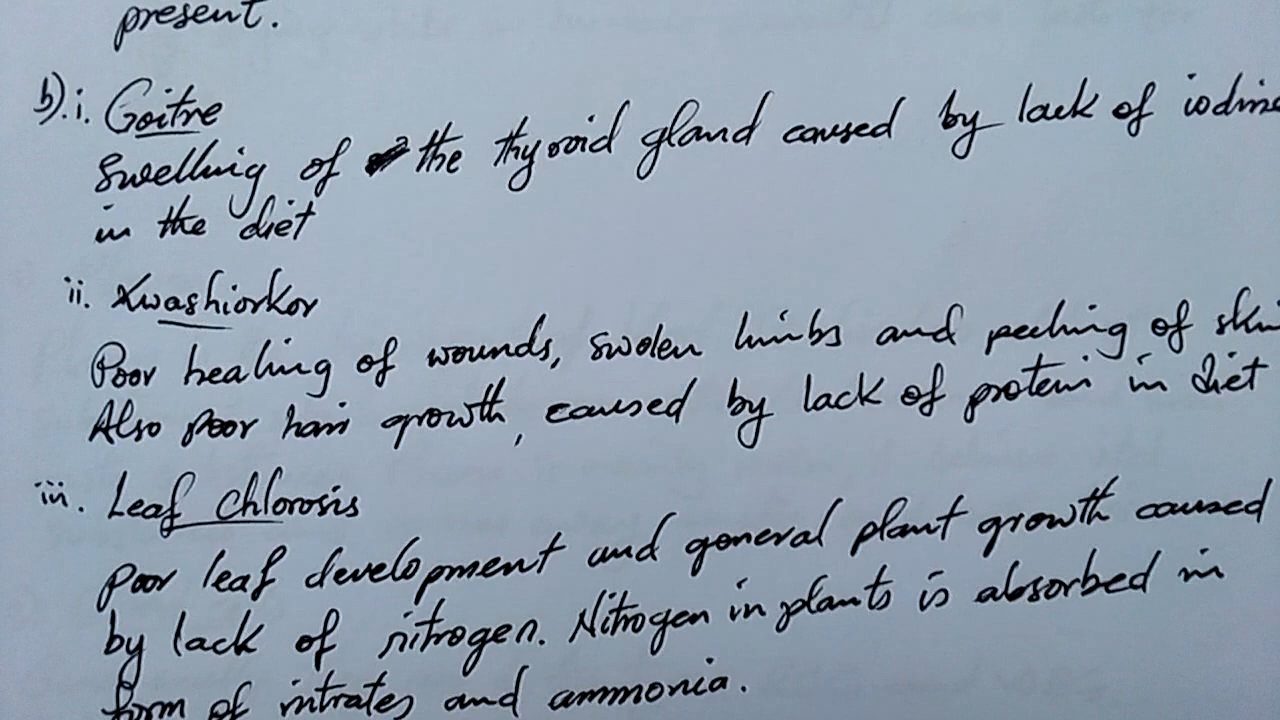 present.
b). i. Goitre
Swelling of the thyroid gland caused by lack of iodine
in the diet
ii. Kwashiorkor
Poor healing of wounds, swolen limbs and peeling of skin
Also poor hair growth, caused by lack of protein in diet
iii. Leaf chlorosis
Poor leaf development and general plant growth caused
by lack of nitrogen. Nitrogen in plants is absorbed in
form of nitrates and ammonia.